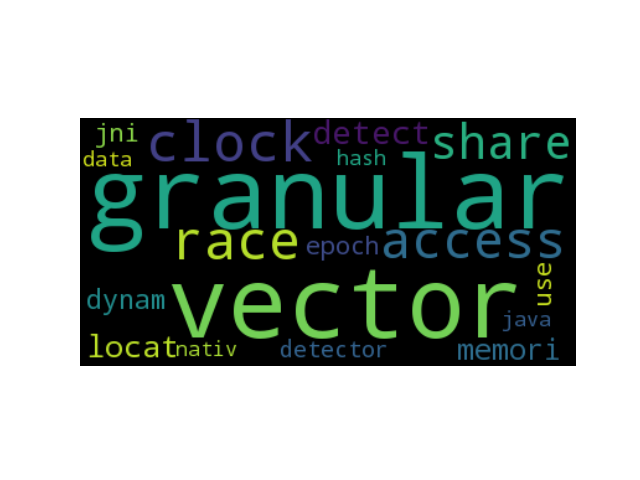 jni clock detect share
data hash
granular
race epoch access
dynam vector use
java
locat nativ detector memori